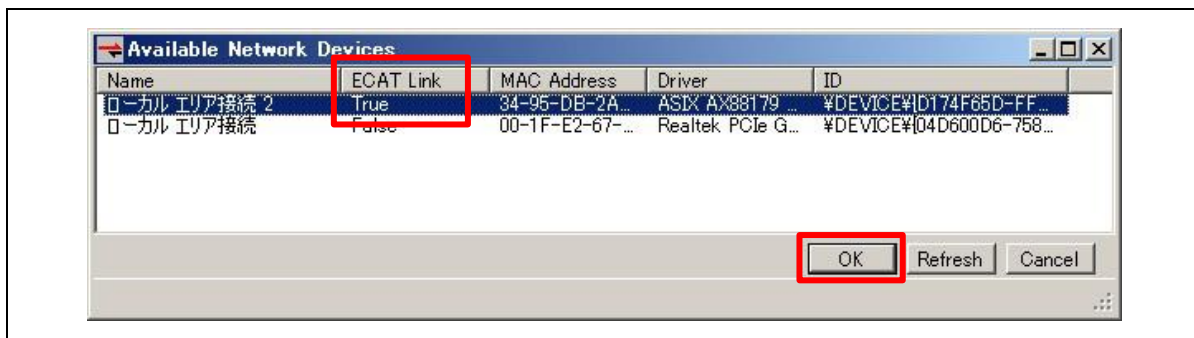 Available Network Devices
Name ECAT Link MAC Address Driver ID
ローカル エリア接続 2 True 34-95-DB-2A... ASIX AX88179 ... ¥DEVICE¥{D174F65D-FF...
ローカル エリア接続 False 00-1F-E2-67-... Realtek PCIe G... ¥DEVICE¥{04D600D6-758...
OK Refresh Cancel